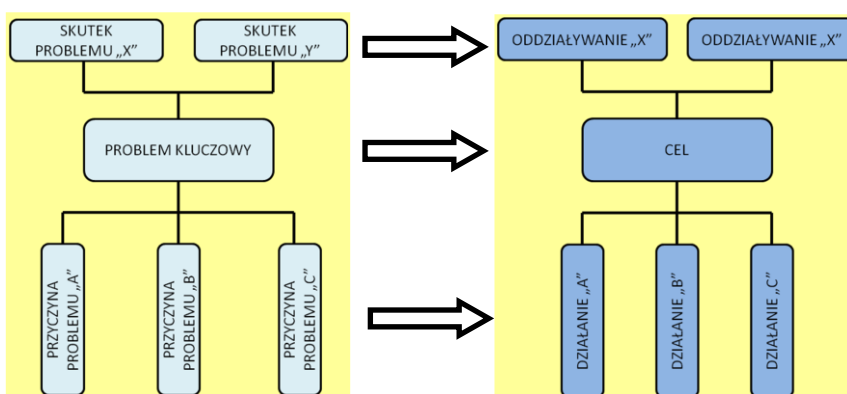 SKUTEK
PROBLEMU „X”
SKUTEK
PROBLEMU „Y”
PROBLEM KLUCZOWY
PRZYCZYNA
PROBLEMU „A”
PRZYCZYNA
PROBLEMU „B”
PRZYCZYNA
PROBLEMU „C”
ODDZIAŁYWANIE „X”
ODDZIAŁYWANIE „X”
CEL
DZIAŁANIE „A”
DZIAŁANIE „B”
DZIAŁANIE „C”